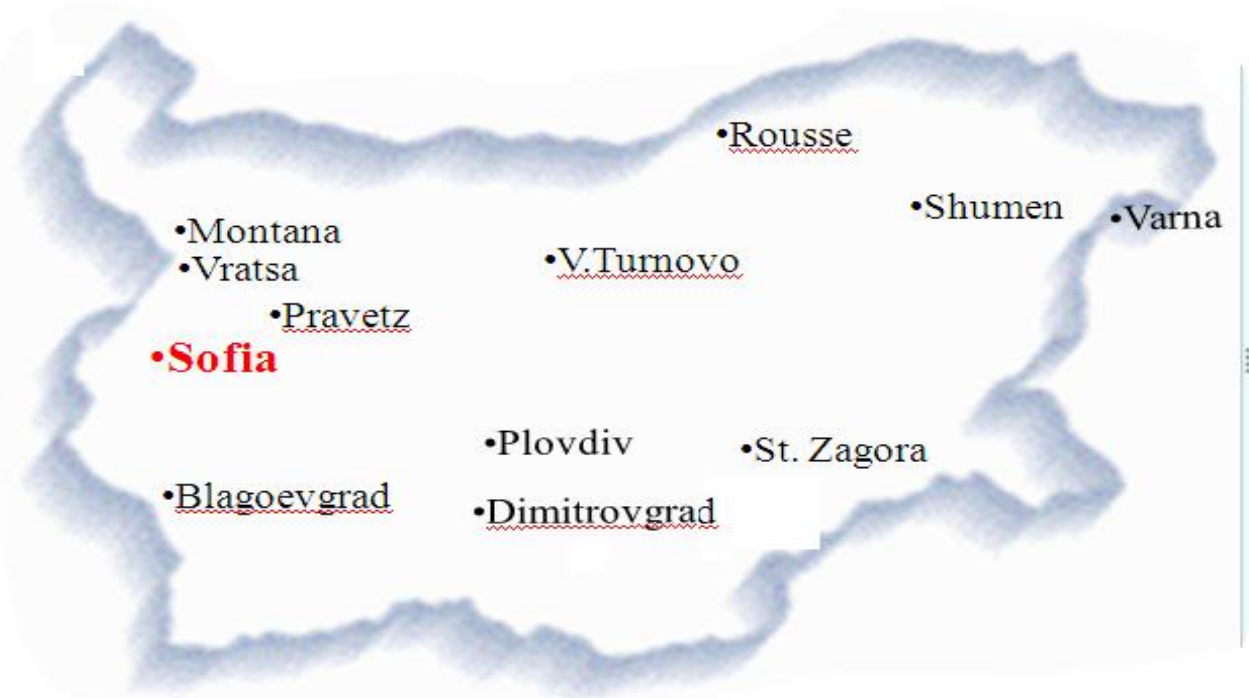 •Rousse
•Shumen
•Varna
•Montana
•V.Turnovo
•Vratsa
•Pravetz
•Sofia
•Plovdiv
•St. Zagora
•Blagoevgrad
•Dimitrovgrad